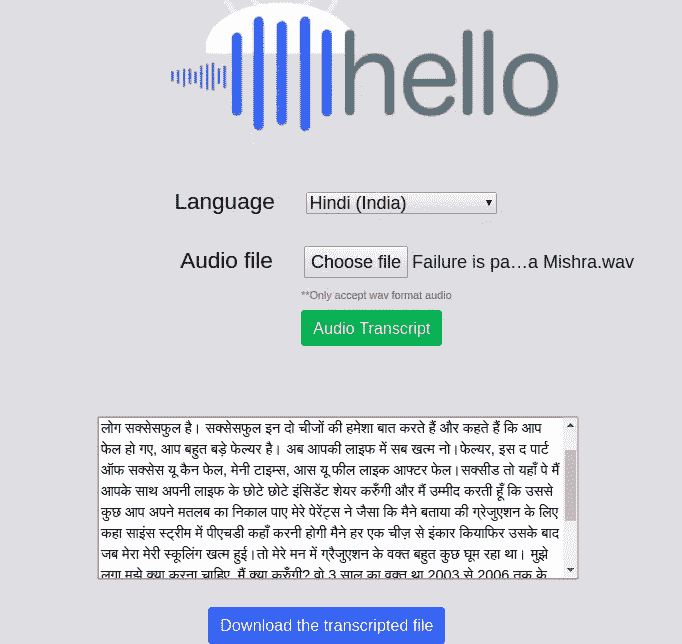 hello
Language
Hindi (India)
Audio file
Choose file Failure is pa…a Mishra.wav
**Only accept wav format audio
Audio Transcript
लोग सक्सेसफुल है। सक्सेसफुल इन दो चीजों की हमेशा बात करते हैं और कहते हैं कि आप
फेल हो गए, आप बहुत बड़े फेल्यर है। अब आपकी लाइफ में सब खत्म नो।फेल्यर, इस द पार्ट
ऑफ सक्सेस यू कैन फेल, मेनी टाइम्स, आस यू फील लाइक आफ्टर फेल।सक्सीड तो यहाँ पे मैं
आपके साथ अपनी लाइफ के छोटे छोटे इंसिडेंट शेयर करुँगी और मैं उम्मीद करती हूँ कि उससे
कुछ आप अपने मतलब का निकाल पाए मेरे पेरेंट्स ने जैसा कि मैने बताया की ग्रेजुएशन के लिए
कहा साइंस स्ट्रीम में पीएचडी कहाँ करनी होगी मैने हर एक चीज़ से इंकार कियाफिर उसके बाद
जब मेरा मेरी स्कूलिंग खत्म हुई।तो मेरे मन में ग्रैजुएशन के वक्त बहुत कुछ घूम रहा था। मुझे
लगा मुझे क्या करना चाहिए, मैं क्या करुँगी? वो 3 साल का वक्त था 2003 से 2006 तक के
Download the transcripted file